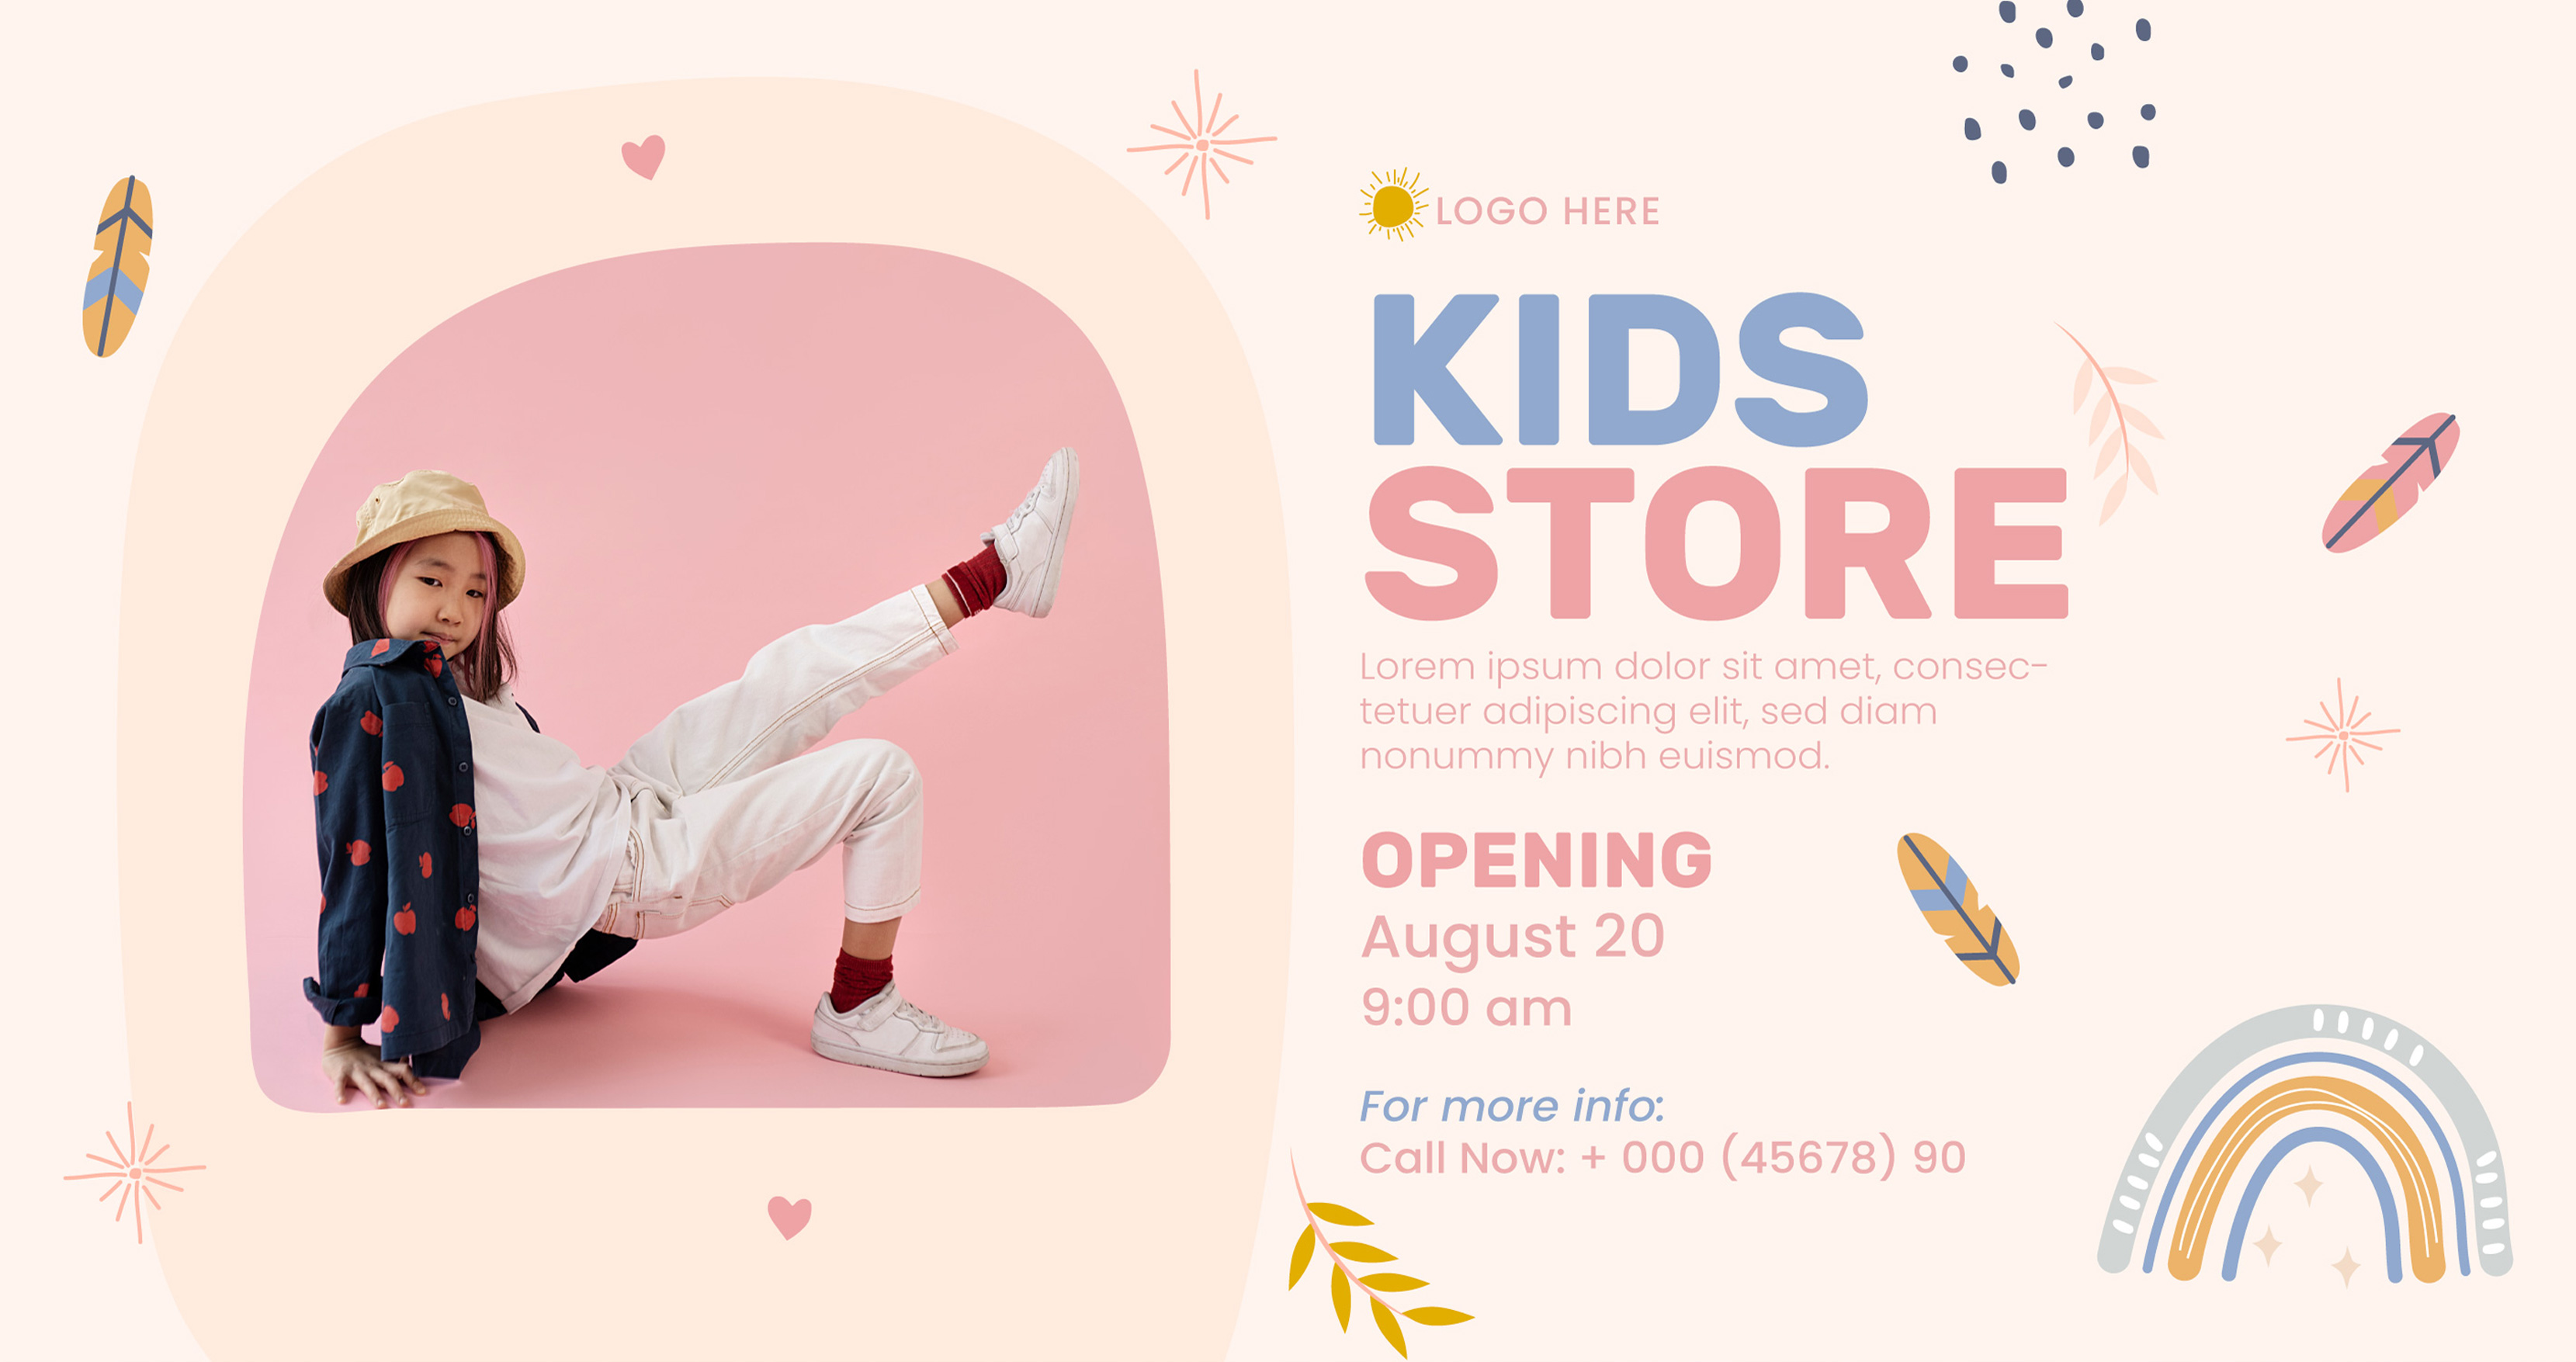 LOGO HERE
KIDS
STORE
Lorem ipsum dolor sit amet, consec-
tetuer adipiscing elit, sed diam
nonummy nibh euismod.
OPENING
August 20
9:00 am
For more info:
Call Now: + 000 (45678) 90